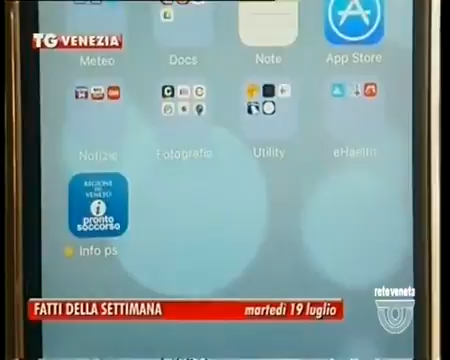 TG VENEZIA
Meteo
Docs
Note
App Store
Notizie
Fotografie
Utility
eHealth
REGIONE
DEL
VENETO
pronto
soccorso
Info ps
FATTI DELLA SETTIMANA
martedì 19 luglio
reteveneta